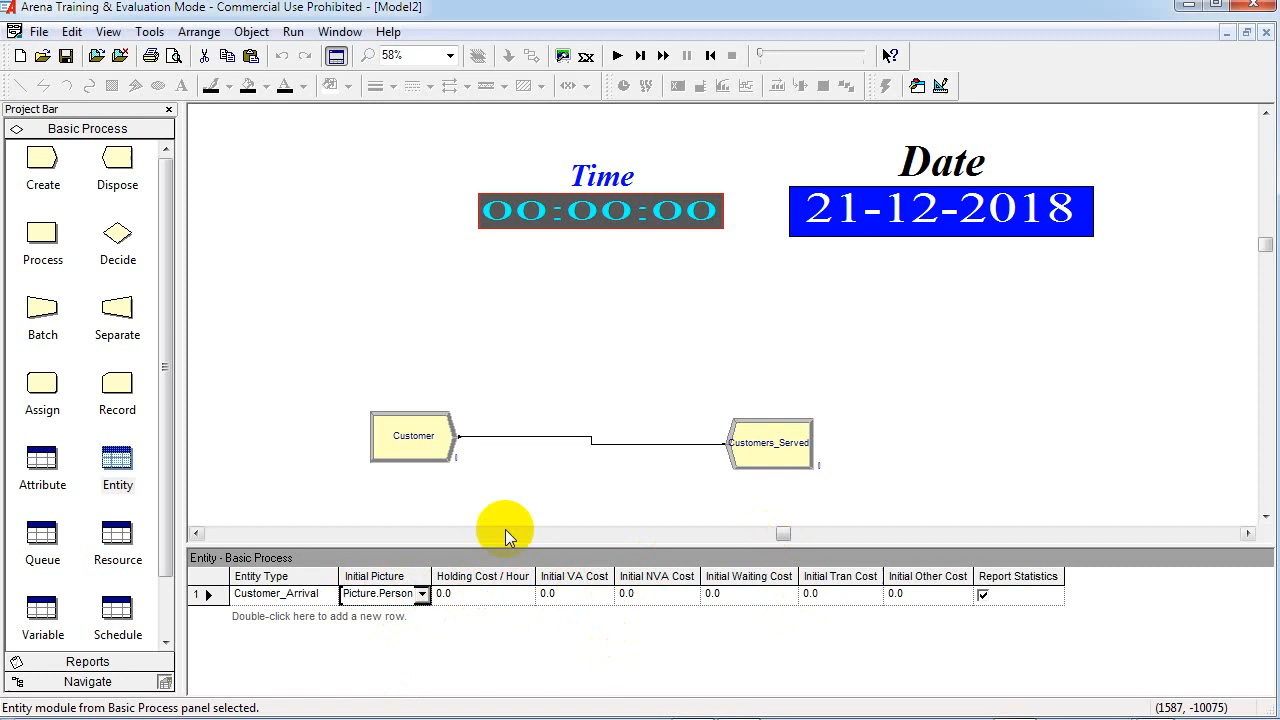 Arena Training & Evaluation Mode - Commercial Use Prohibited - [Model2]
File Edit View Tools Arrange Object Run Window Help
58%
Project Bar
Basic Process
Create Dispose
Process Decide
Batch Separate
Assign Record
Attribute Entity
Queue Resource
Variable Schedule
Reports
Navigate
Time
00:00:00
Date
21-12-2018
Customer
Customers_Served
Entity - Basic Process
Entity Type Initial Picture Holding Cost / Hour Initial VA Cost Initial NVA Cost Initial Waiting Cost Initial Tran Cost Initial Other Cost Report Statistics
1 Customer_Arrival Picture.Person 0.0 0.0 0.0 0.0 0.0 0.0
Double-click here to add a new row.
Entity module from Basic Process panel selected.
(1587, -10075)